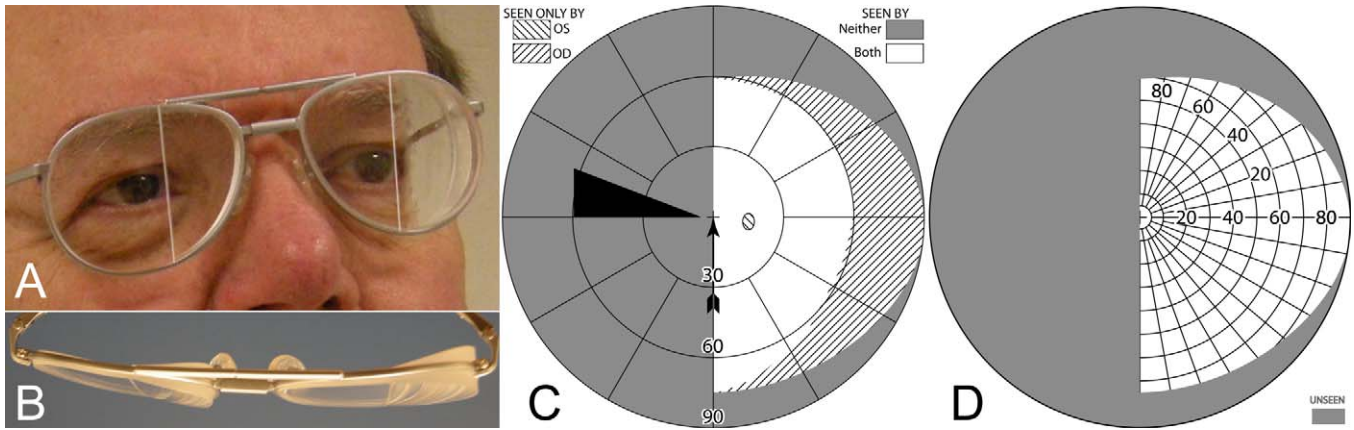 A
B
SEEN ONLY BY
OS
OD
SEEN BY
Neither
Both
30
60
90
C
80
60
40
20
20 40 60 80
D
UNSEEN